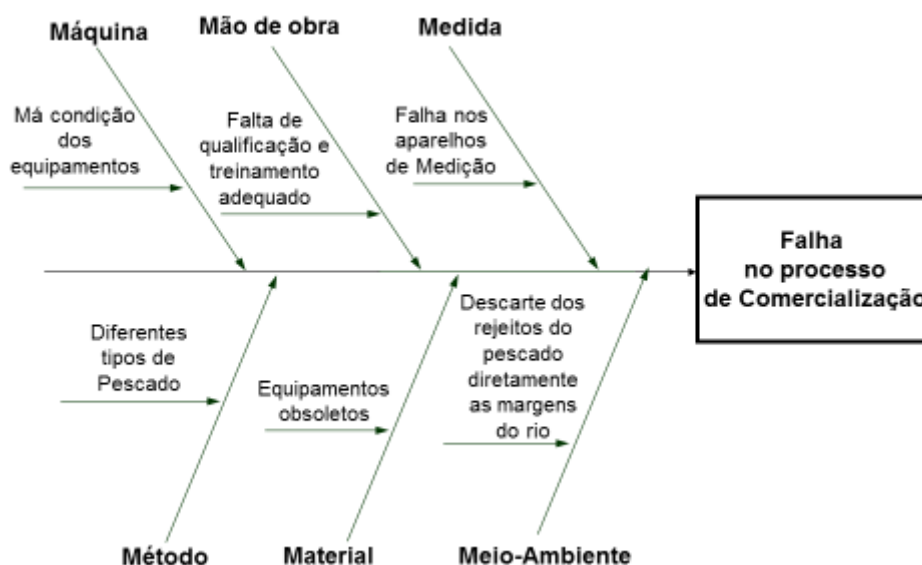 Máquina
Mão de obra
Medida
Má condição
dos
equipamentos
Falta de
qualificação e
treinamento
adequado
Falha nos
aparelhos
de Medição
Falha
no processo
de Comercialização
Diferentes
tipos de
Pescado
Equipamentos
obsoletos
Descarte dos
rejeitos do
pescado
diretamente
as margens
do rio
Método
Material
Meio-Ambiente